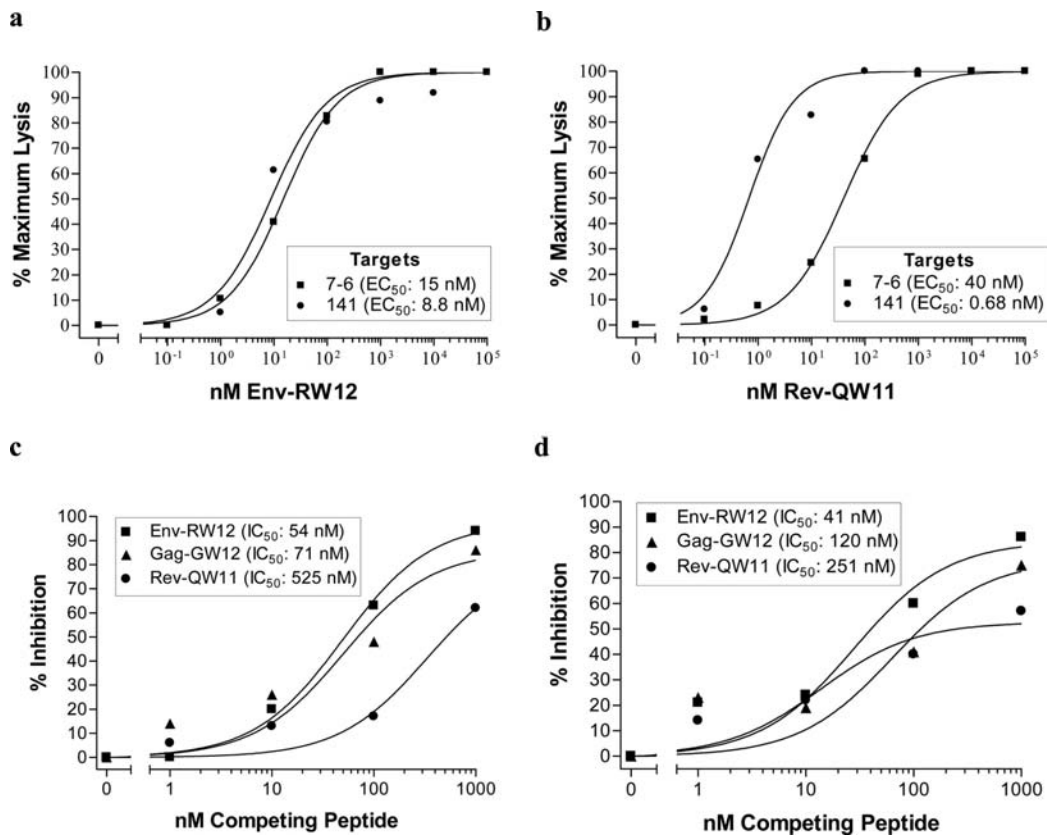 a
100
90
80
70
60
50
40
30
20
10
0
% Maximum Lysis
Targets
7-6 (EC50: 15 nM)
141 (EC50: 8.8 nM)
0 10⁻¹ 10⁰ 10¹ 10² 10³ 10⁴ 10⁵
nM Env-RW12
b
100
90
80
70
60
50
40
30
20
10
0
% Maximum Lysis
Targets
7-6 (EC50: 40 nM)
141 (EC50: 0.68 nM)
0 10⁻¹ 10⁰ 10¹ 10² 10³ 10⁴ 10⁵
nM Rev-QW11
c
100
90
80
70
60
50
40
30
20
10
0
% Inhibition
Env-RW12 (IC50: 54 nM)
Gag-GW12 (IC50: 71 nM)
Rev-QW11 (IC50: 525 nM)
0 1 10 100 1000
nM Competing Peptide
d
100
90
80
70
60
50
40
30
20
10
0
% Inhibition
Env-RW12 (IC50: 41 nM)
Gag-GW12 (IC50: 120 nM)
Rev-QW11 (IC50: 251 nM)
0 1 10 100 1000
nM Competing Peptide